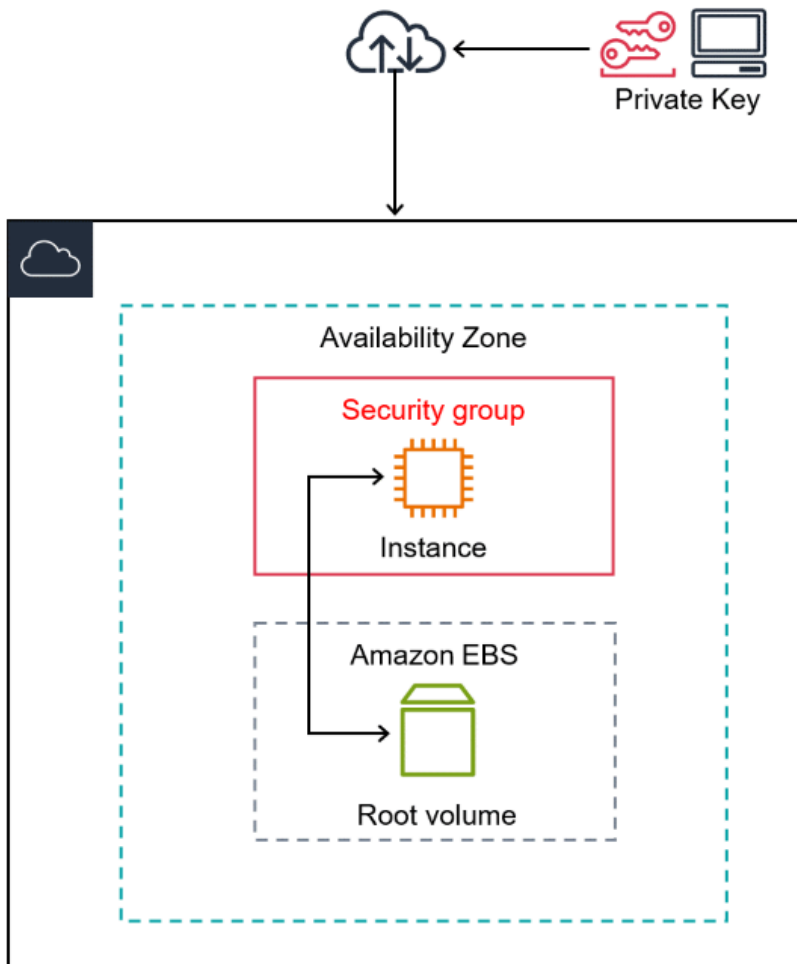 Private Key
Availability Zone
Security group
Instance
Amazon EBS
Root volume